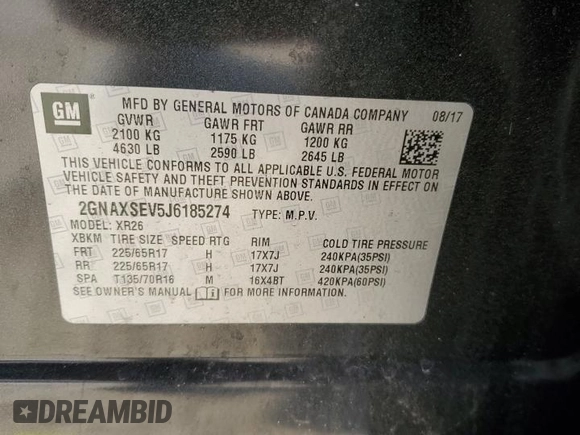 GM
MFD BY GENERAL MOTORS OF CANADA COMPANY 08/17
GVWR GAWR FRT GAWR RR
2100 KG 1175 KG 1200 KG
4630 LB 2590 LB 2645 LB
THIS VEHICLE CONFORMS TO ALL APPLICABLE U.S. FEDERAL MOTOR
VEHICLE SAFETY AND THEFT PREVENTION STANDARDS IN EFFECT ON
THE DATE OF MANUFACTURE SHOWN ABOVE.
2GNAXSEV5J6185274 TYPE: M.P.V.
MODEL: XR26
XBKM TIRE SIZE SPEED RTG RIM COLD TIRE PRESSURE
FRT 225/65R17 H 17X7J 240KPA(35PSI)
RR 225/65R17 H 17X7J 240KPA(35PSI)
SPA T135/70R16 M 16X4BT 420KPA(60PSI)
SEE OWNER'S MANUAL i FOR MORE INFORMATION.
DREAMBID